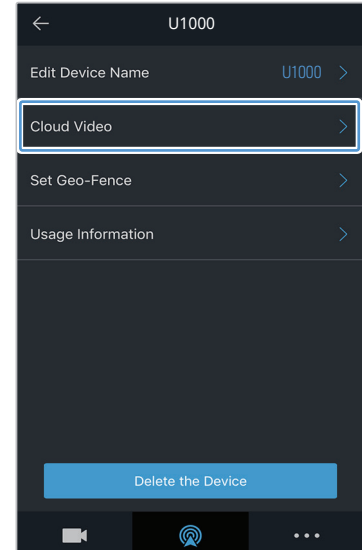 U1000
Edit Device Name U1000
Cloud Video
Set Geo-Fence
Usage Information
Delete the Device